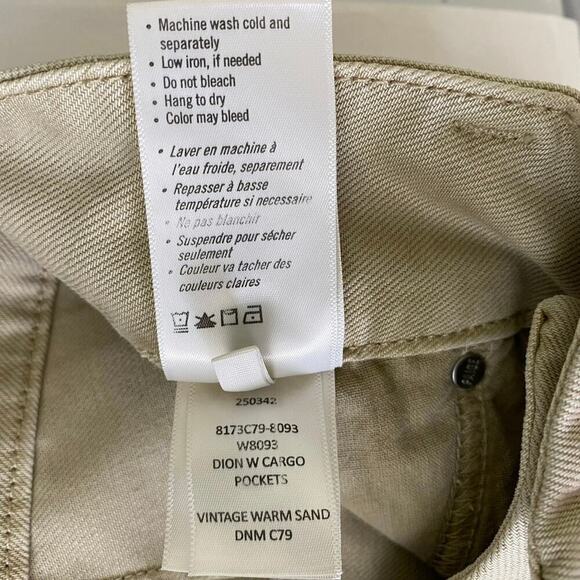 • Machine wash cold and
separately
• Low iron, if needed
• Do not bleach
• Hang to dry
• Color may bleed
• Laver en machine à
l'eau froide, separement
• Repasser à basse
température si necessaire
• Ne pas blanchir
• Suspendre pour sécher
seulement
• Couleur va tacher des
couleurs claires
250342
8173C79-8093
W8093
DION W CARGO
POCKETS
VINTAGE WARM SAND
DNM C79
PAIGE